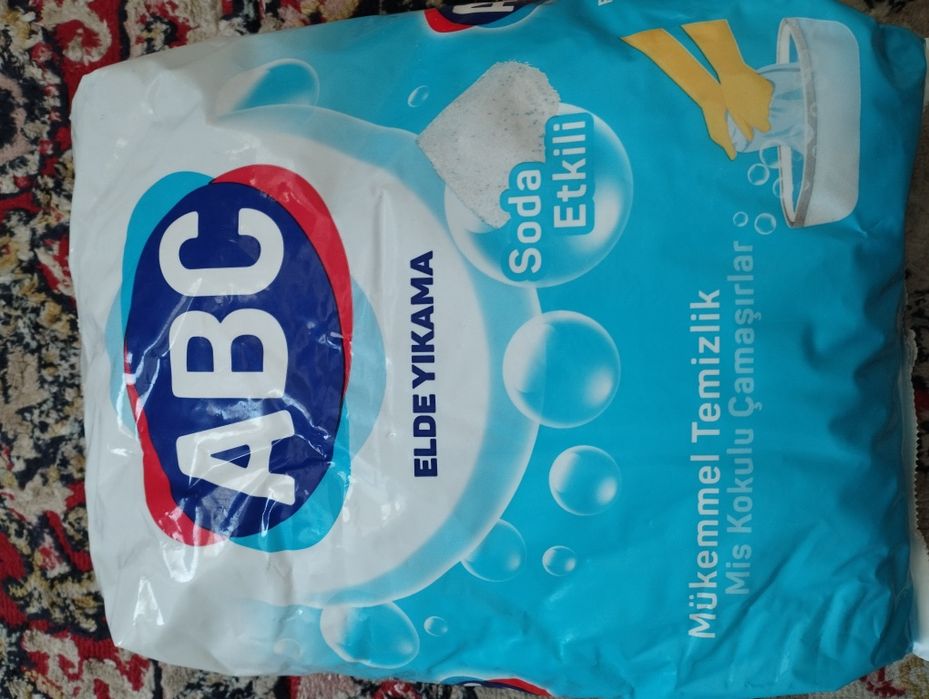 ABC
ELDE YIKAMA
Soda
Etkili
Mükemmel Temizlik
Mis Kokulu Çamaşırlar